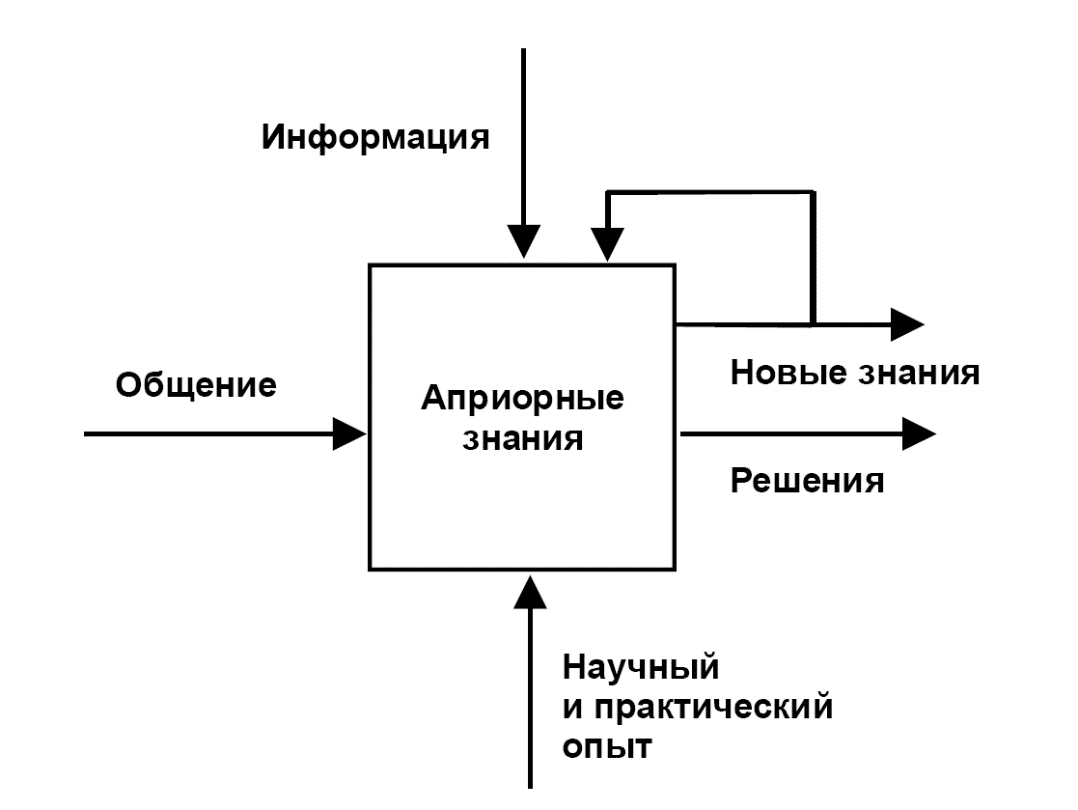 Информация
Общение
Априорные
знания
Новые знания
Решения
Научный
и практический
опыт